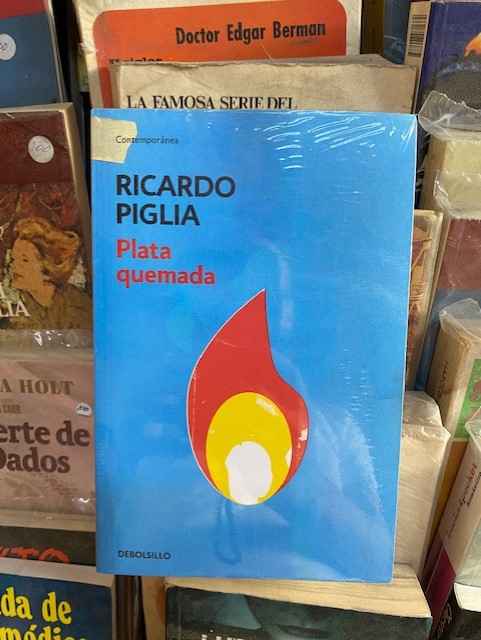 Doctor Edgar Berman
LA FAMOSA SERIE DEL
Contemporánea
RICARDO
PIGLIA
Plata
quemada
DEBOLSILLO
A HOLT
erte de
Dados
da de